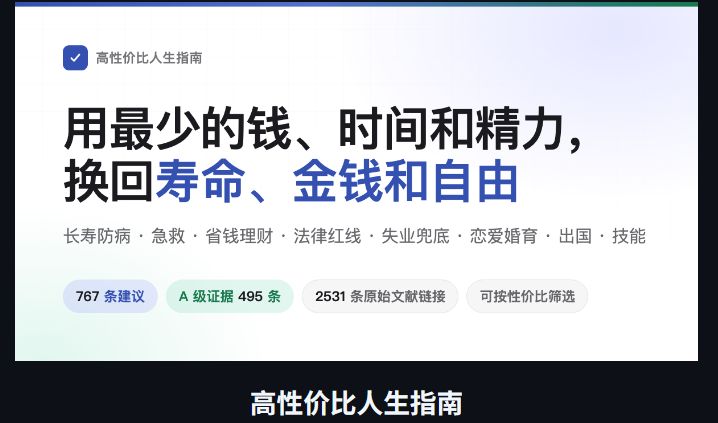 高性价比人生指南
用最少的钱、时间和精力，
换回寿命、金钱和自由
长寿防病 · 急救 · 省钱理财 · 法律红线 · 失业兜底 · 恋爱婚育 · 出国 · 技能
767 条建议
A 级证据 495 条
2531 条原始文献链接
可按性价比筛选
高性价比人生指南